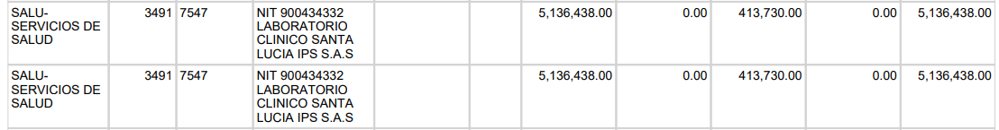 SALU- 3491 7547 NIT 900434332 5,136,438.00 0.00 413,730.00 0.00 5,136,438.00
SERVICIOS DE LABORATORIO
SALUD CLINICO SANTA
LUCIA IPS S.A.S
SALU- 3491 7547 NIT 900434332 5,136,438.00 0.00 413,730.00 0.00 5,136,438.00
SERVICIOS DE LABORATORIO
SALUD CLINICO SANTA
LUCIA IPS S.A.S